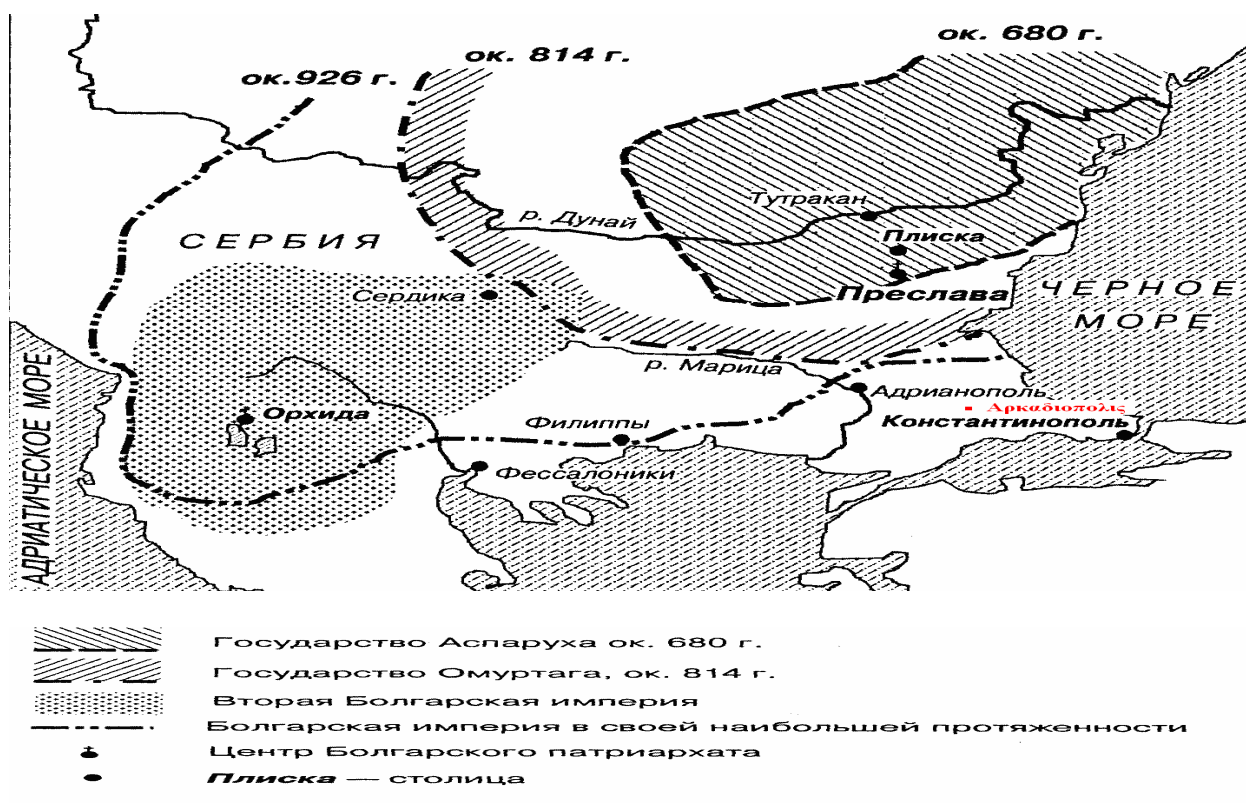 ок. 680 г.
ок. 814 г.
ок.926 г.
Тутракан
р. Дунай
Плиска
СЕРБИЯ
Сердика
Преслава
ЧЕРНОЕ
МОРЕ
р. Марица
АДРИАТИЧЕСКОЕ МОРЕ
Адрианополь
Αρκαδιοπολις
Орхида
Филиппы
Константинополь
Фессалоники
Государство Аспаруха ок. 680 г.
Государство Омуртага, ок. 814 г.
Вторая Болгарская империя
Болгарская империя в своей наибольшей протяженности
Центр Болгарского патриархата
Плиска — столица